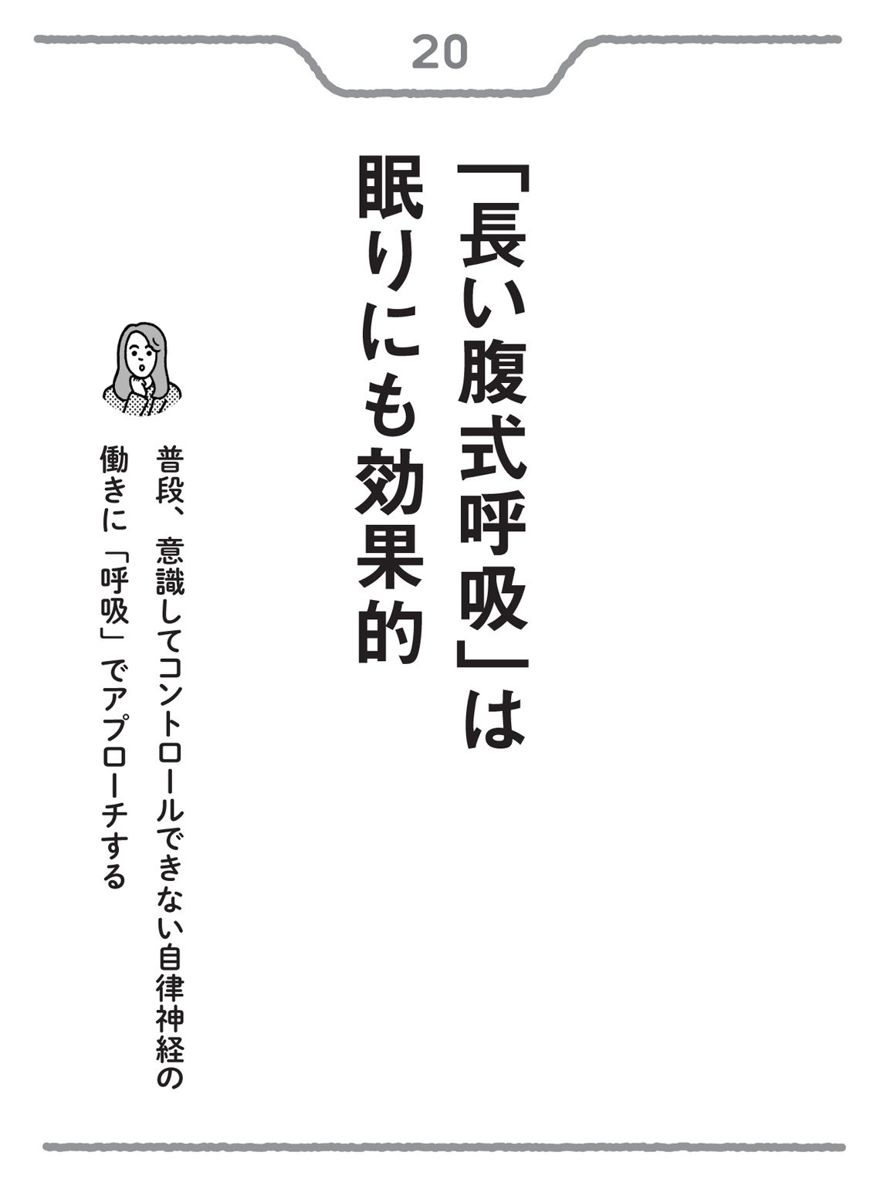 20
「長い腹式呼吸」は
眠りにも効果的
普段、意識してコントロールできない自律神経の
働きに「呼吸」でアプローチする